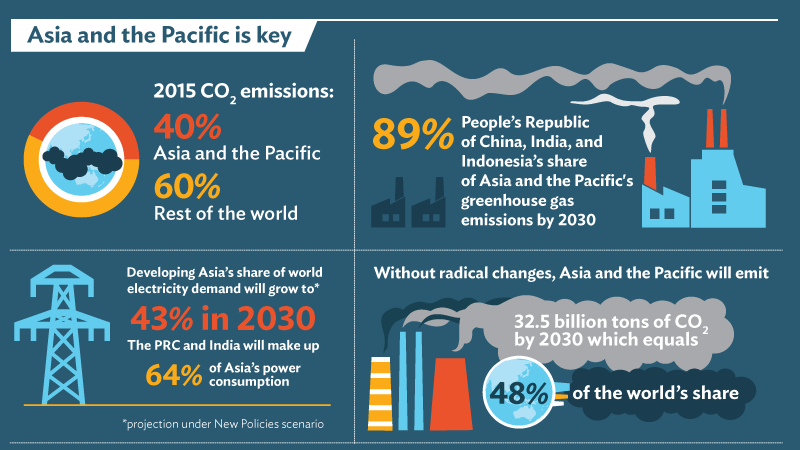 Asia and the Pacific is key
2015 CO2 emissions:
40%
Asia and the Pacific
60%
Rest of the world
89%
People's Republic
of China, India, and
Indonesia's share
of Asia and the Pacific's
greenhouse gas
emissions by 2030
Developing Asia's share of world
electricity demand will grow to*
43% in 2030
The PRC and India will make up
64% of Asia's power
consumption
*projection under New Policies scenario
Without radical changes, Asia and the Pacific will emit
32.5 billion tons of CO2
by 2030 which equals
48% of the world's share